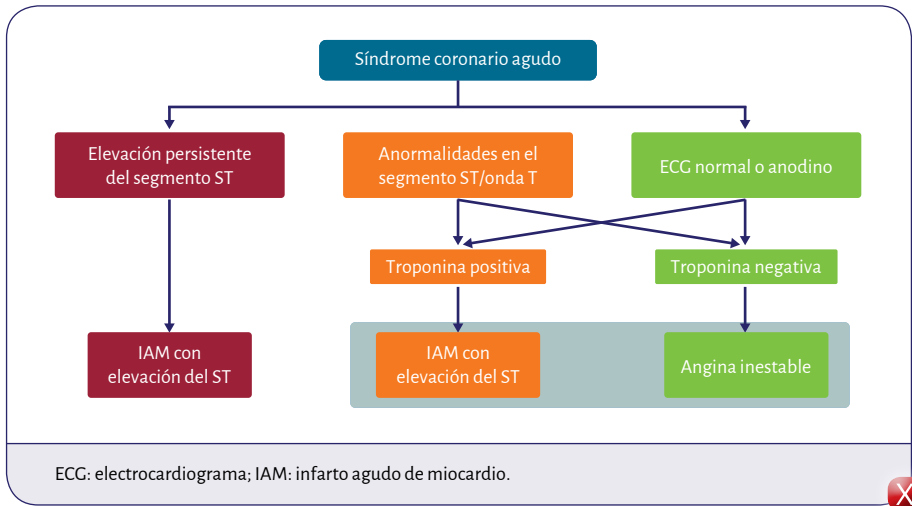 Síndrome coronario agudo
Elevación persistente
del segmento ST
Anormalidades en el
segmento ST/onda T
ECG normal o anodino
Troponina positiva
Troponina negativa
IAM con
elevación del ST
IAM con
elevación del ST
Angina inestable
ECG: electrocardiograma; IAM: infarto agudo de miocardio.
X